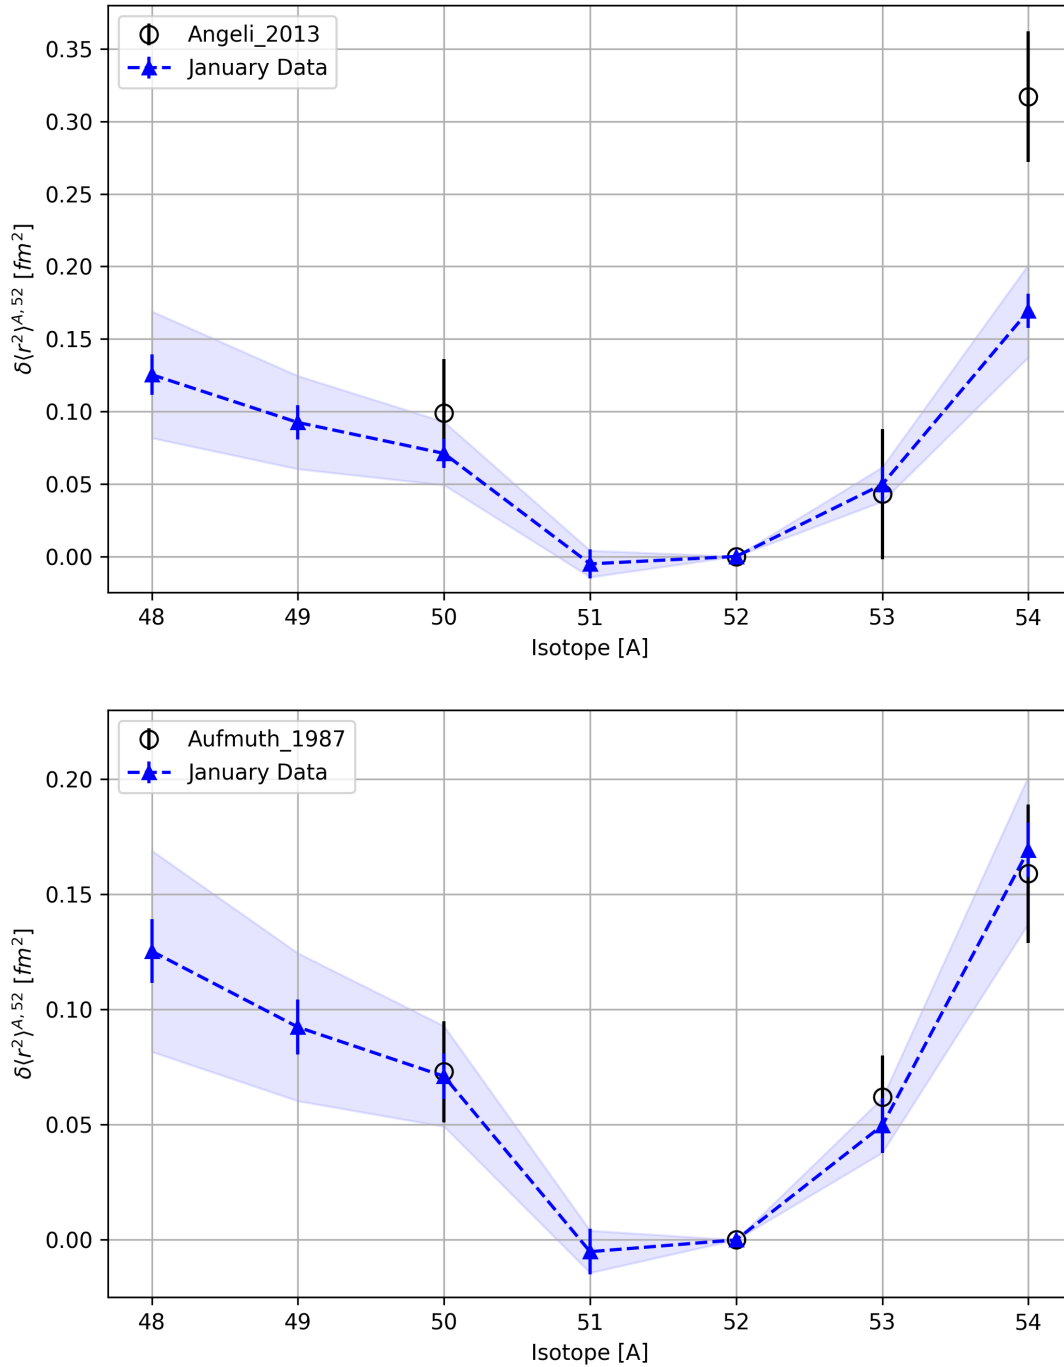 Angeli_2013
January Data
0.35
0.30
0.25
0.20
0.15
0.10
0.05
0.00
δ⟨r²⟩^{A,52} [fm²]
48 49 50 51 52 53 54
Isotope [A]
Aufmuth_1987
January Data
0.20
0.15
0.10
0.05
0.00
δ⟨r²⟩^{A,52} [fm²]
48 49 50 51 52 53 54
Isotope [A]